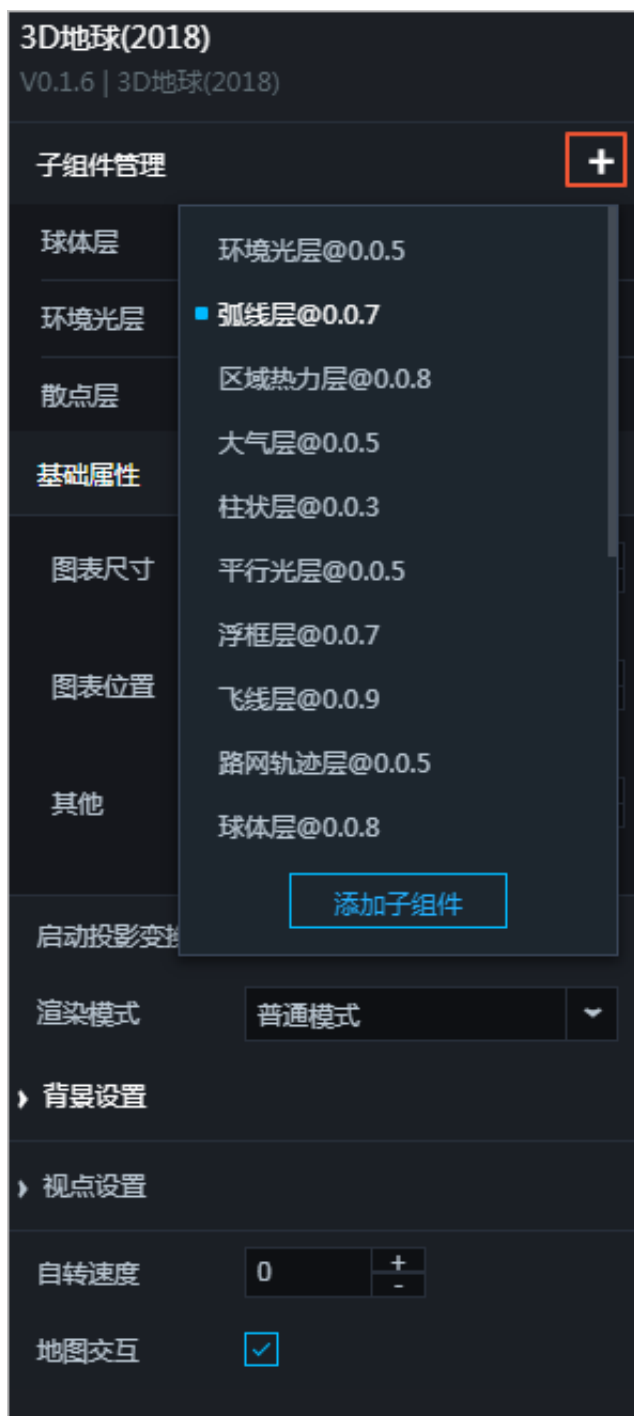 3D地球(2018)
V0.1.6 | 3D地球(2018)
子组件管理 +
球体层
环境光层@0.0.5
环境光层
弧线层@0.0.7
区域热力层@0.0.8
散点层
大气层@0.0.5
基础属性
柱状层@0.0.3
图表尺寸
平行光层@0.0.5
浮框层@0.0.7
图表位置
飞线层@0.0.9
路网轨迹层@0.0.5
其他
球体层@0.0.8
添加子组件
启动投影变
渲染模式 普通模式
背景设置
视点设置
自转速度 0 + -
地图交互